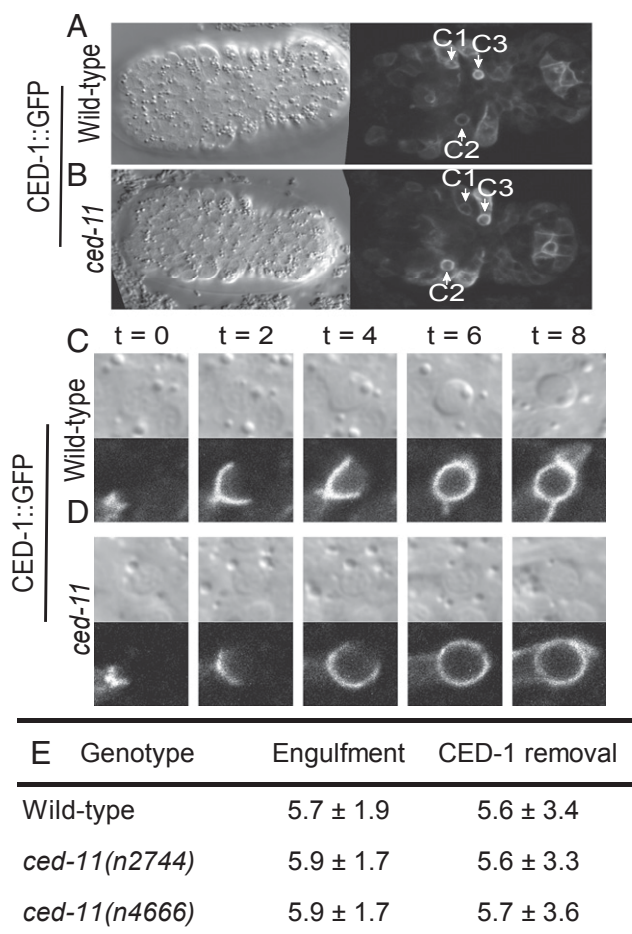 A
CED-1::GFP
Wild-type
C1
C3
C2
B
ced-11
C1
C3
C2
C t = 0 t = 2 t = 4 t = 6 t = 8
CED-1::GFP
Wild-type
D
ced-11
E Genotype Engulfment CED-1 removal
Wild-type 5.7 ± 1.9 5.6 ± 3.4
ced-11(n2744) 5.9 ± 1.7 5.6 ± 3.3
ced-11(n4666) 5.9 ± 1.7 5.7 ± 3.6